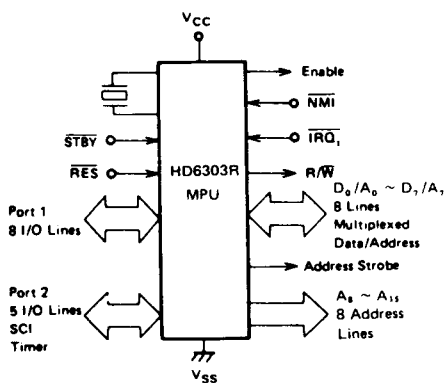 VCC
Enable
NMI
STBY
IRQ1
RES
HD6303R
MPU
R/W
Port 1
8 I/O Lines
D0/A0 ~ D7/A7
8 Lines
Multiplexed
Data/Address
Address Strobe
Port 2
5 I/O Lines
SCI
Timer
A8 ~ A15
8 Address
Lines
VSS